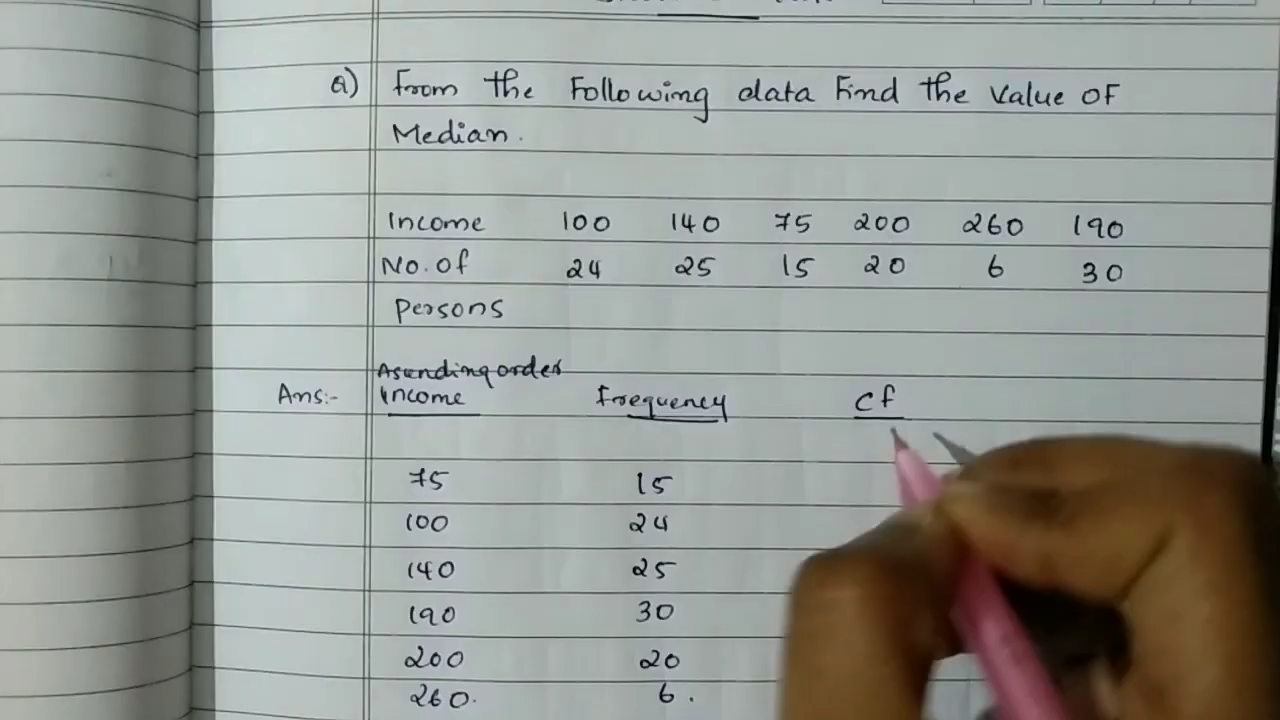 a) From the Following data Find the Value OF
Median.
Income 100 140 75 200 260 190
No. of 24 25 15 20 6 30
Persons
Asending order
Ans:- Income Frequency cf
75 15
100 24
140 25
190 30
200 20
260. 6.